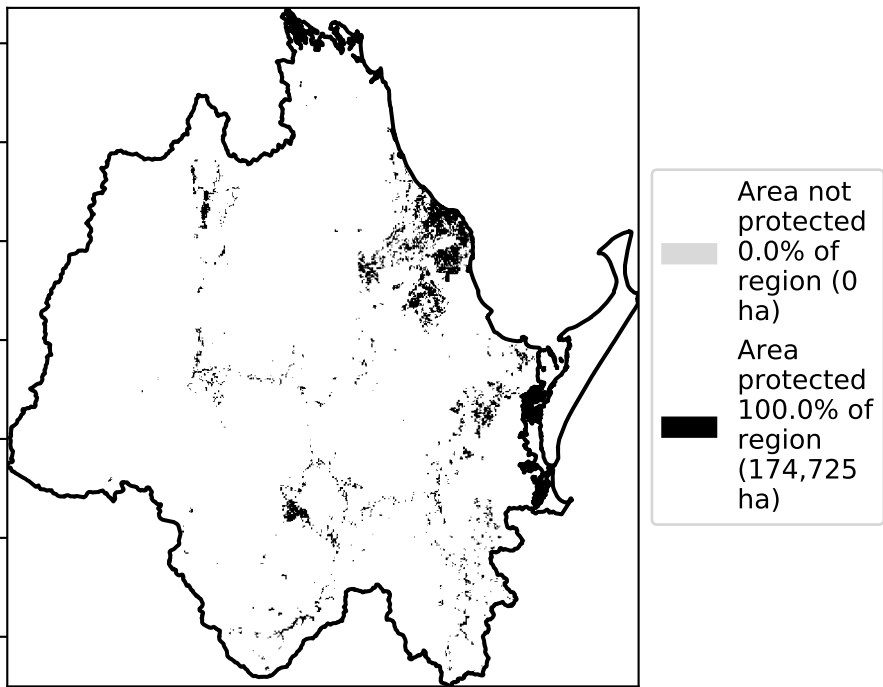 Area not
protected
0.0% of
region (0
ha)
Area
protected
100.0% of
region
(174,725
ha)